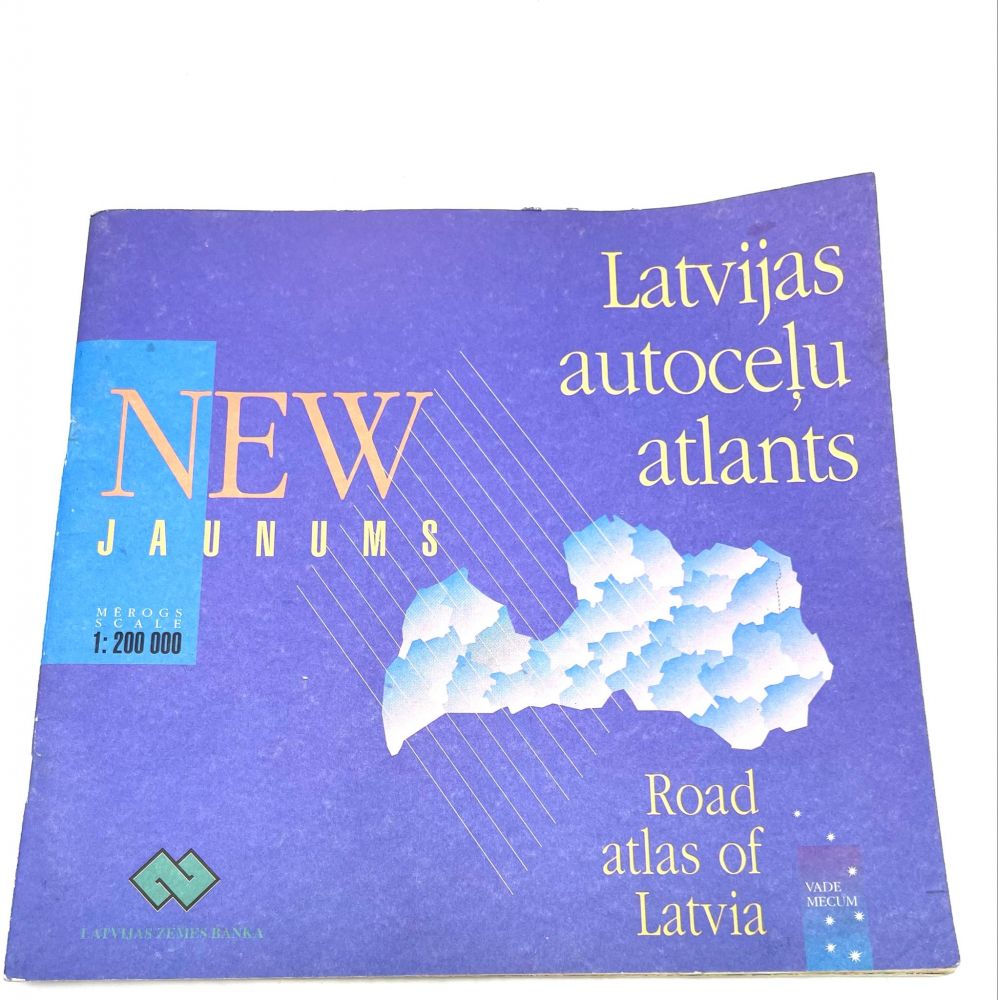 Latvijas
autoceļu
atlants
NEW
JAUNUMS
MĒROGS
SCALE
1: 200 000
Road
atlas of
Latvia
VADE
MECUM
LATVIJAS ZEMES BANKA